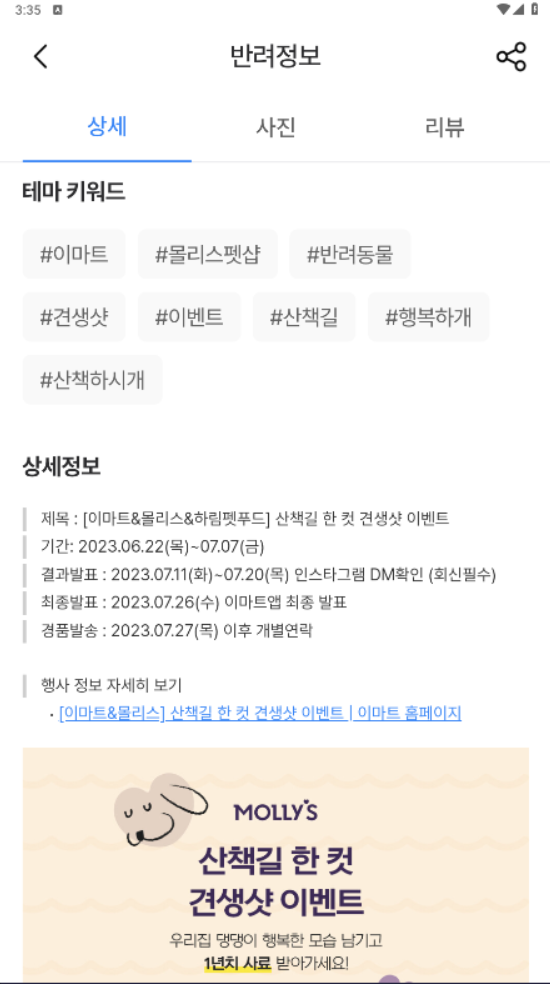 3:35
반려정보
상세 사진 리뷰
테마 키워드
#이마트 #몰리스펫샵 #반려동물
#견생샷 #이벤트 #산책길 #행복하개
#산책하시개
상세정보
제목 : [이마트&몰리스&하림펫푸드] 산책길 한 컷 견생샷 이벤트
기간: 2023.06.22(목)~07.07(금)
결과발표 : 2023.07.11(화)~07.20(목) 인스타그램 DM확인 (회신필수)
최종발표 : 2023.07.26(수) 이마트앱 최종 발표
경품발송 : 2023.07.27(목) 이후 개별연락
행사 정보 자세히 보기
· [이마트&몰리스] 산책길 한 컷 견생샷 이벤트 | 이마트 홈페이지
MOLLY'S
산책길 한 컷
견생샷 이벤트
우리집 댕댕이 행복한 모습 남기고
1년치 사료 받아가세요!